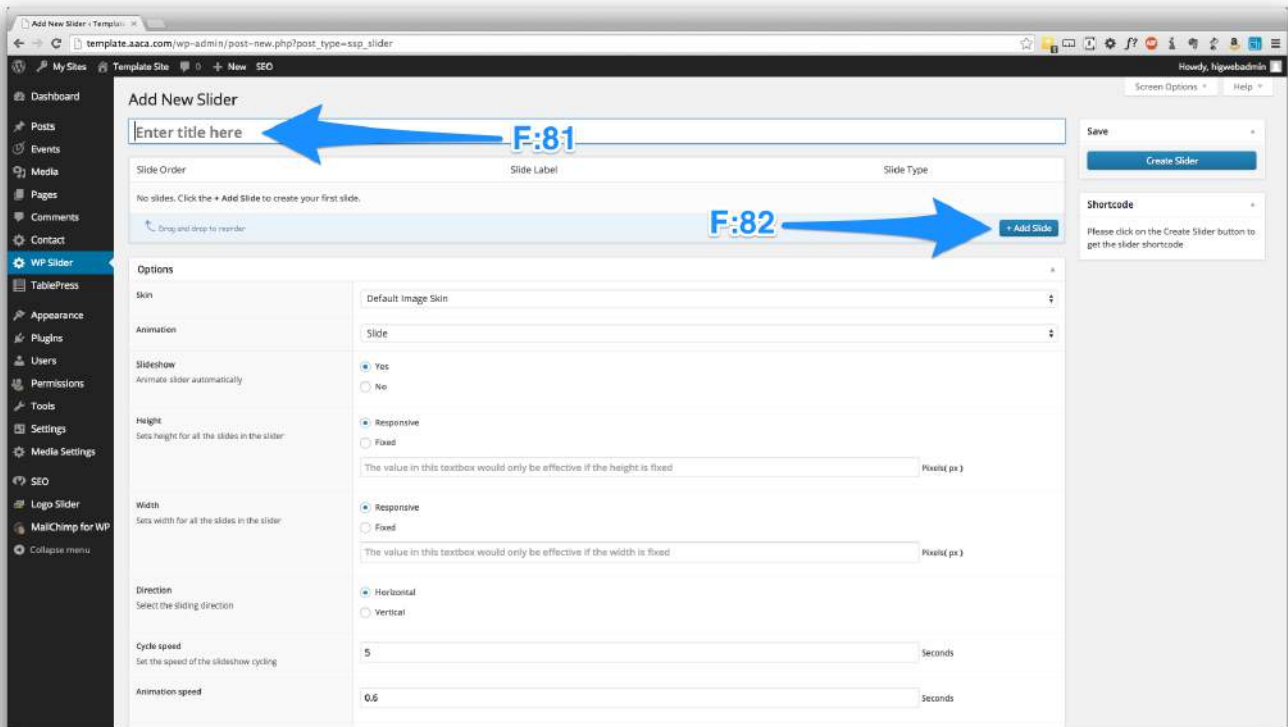 Add New Slider ‹ Templat
template.aaca.com/wp-admin/post-new.php?post_type=ssp_slider
My Sites Template Site 0 + New SEO
Howdy, higwebadmin
Screen Options Help
Dashboard
Posts
Events
Media
Pages
Comments
Contact
WP Slider
TablePress
Appearance
Plugins
Users
Permissions
Tools
Settings
Media Settings
SEO
Logo Slider
MailChimp for WP
Collapse menu
Add New Slider
Enter title here
F:81
Slide Order Slide Label Slide Type
No slides. Click the + Add Slide to create your first slide.
Drag and drop to reorder
F:82
+ Add Slide
Options
Skin
Default Image Skin
Animation
Slide
Slideshow
Animate slider automatically
Yes
No
Height
Sets height for all the slides in the slider
Responsive
Fixed
The value in this textbox would only be effective if the height is fixed
Pixels( px )
Width
Sets width for all the slides in the slider
Responsive
Fixed
The value in this textbox would only be effective if the width is fixed
Pixels( px )
Direction
Select the sliding direction
Horizontal
Vertical
Cycle speed
Set the speed of the slideshow cycling
5
Seconds
Animation speed
0.6
Seconds
Save
Create Slider
Shortcode
Please click on the Create Slider button to
get the slider shortcode